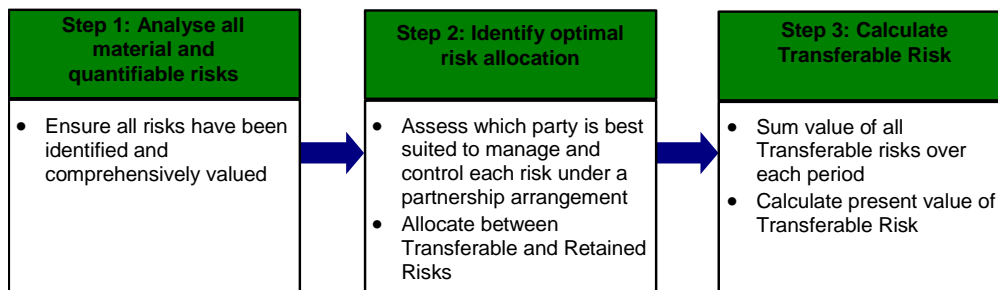 Step 1: Analyse all
material and
quantifiable risks
• Ensure all risks have been
identified and
comprehensively valued
Step 2: Identify optimal
risk allocation
• Assess which party is best
suited to manage and
control each risk under a
partnership arrangement
• Allocate between
Transferable and Retained
Risks
Step 3: Calculate
Transferable Risk
• Sum value of all
Transferable risks over
each period
• Calculate present value of
Transferable Risk